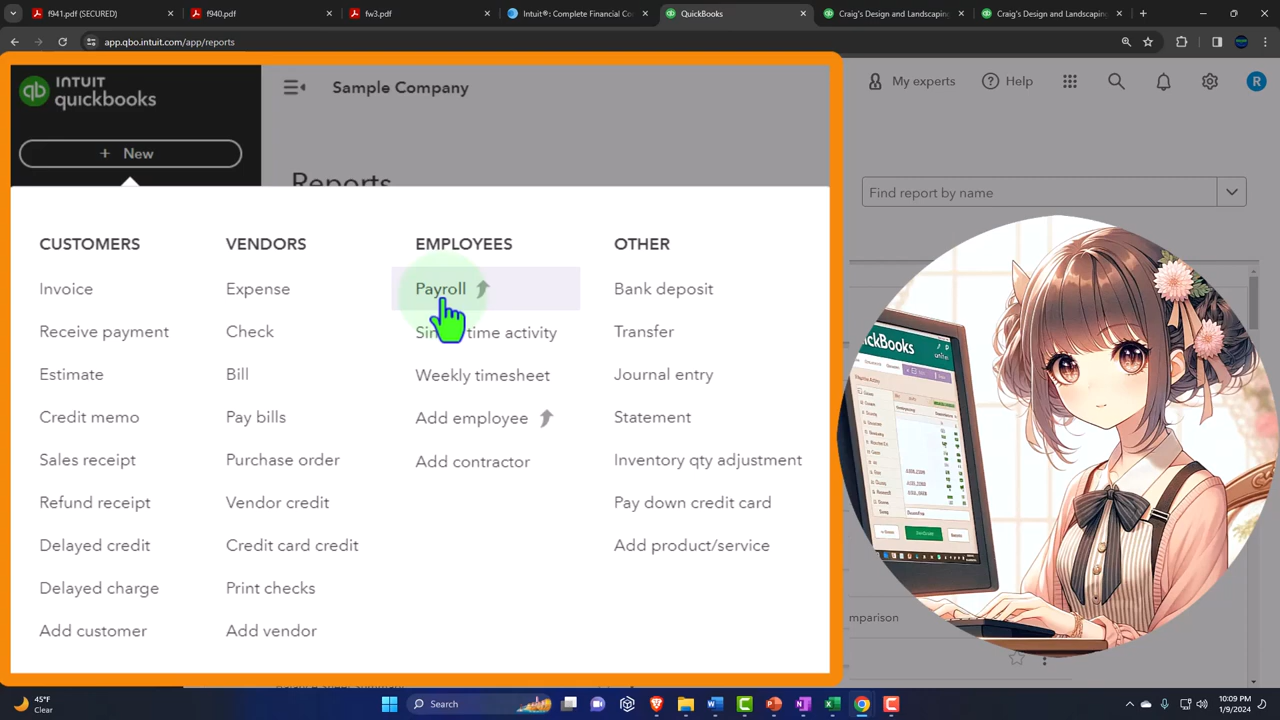 f941.pdf
f940.pdf
fw3.pdf
Intuit®: Complete Financial Co
QuickBooks
Craig's Design and Landscaping
Craig's Design and Landscaping
app.qbo.intuit.com/app/reports
INTUIT
quickbooks
Sample Company
My experts
Help
R
+ New
Reports
Find report by name
CUSTOMERS
Invoice
Receive payment
Estimate
Credit memo
Sales receipt
Refund receipt
Delayed credit
Delayed charge
Add customer
VENDORS
Expense
Check
Bill
Pay bills
Purchase order
Vendor credit
Credit card credit
Print checks
Add vendor
EMPLOYEES
Payroll
time activity
Weekly timesheet
Add employee
Add contractor
OTHER
Bank deposit
Transfer
Journal entry
Statement
Inventory qty adjustment
Pay down credit card
Add product/service
QuickBooks
mparison
45°F
Clear
Search
10:09 PM
1/9/2024